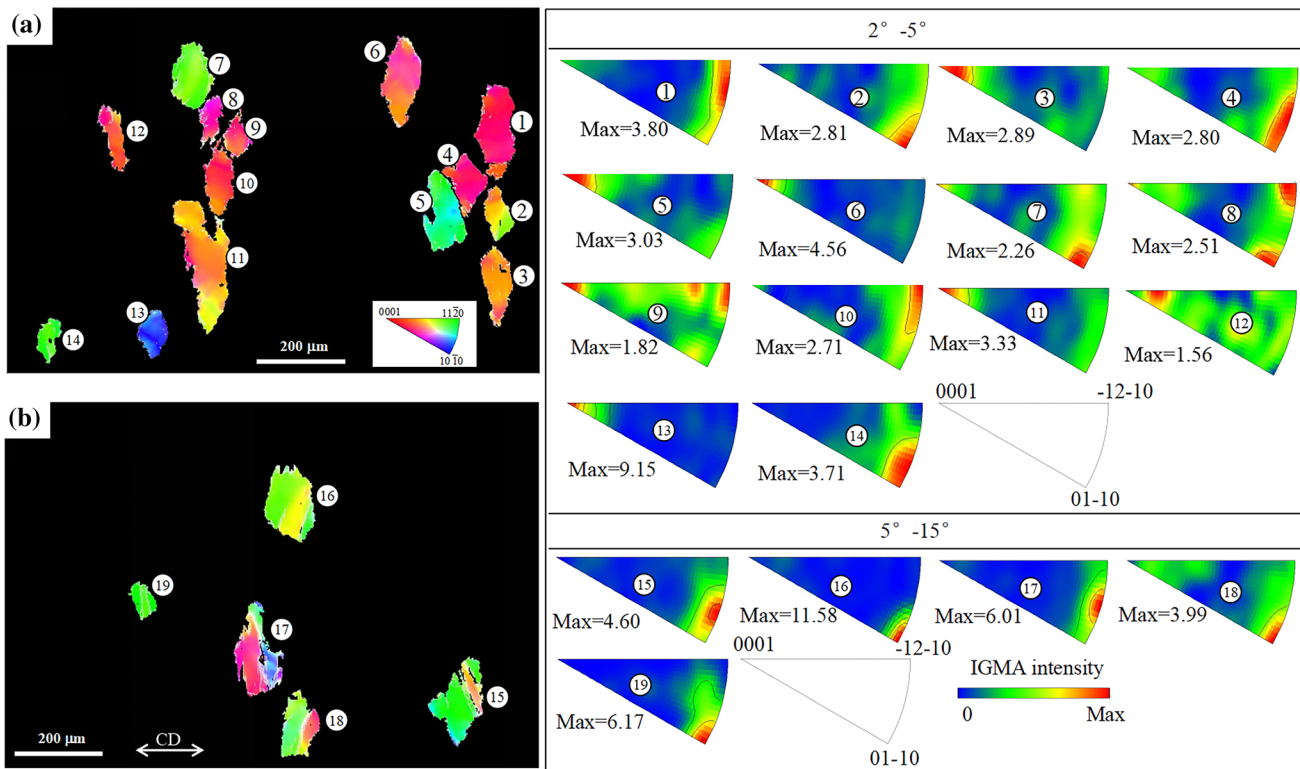 (a)
7
6
8
1
12
9
4
10
5
2
11
3
13
14
0001 112̅0
10 1̅0
200 μm
(b)
16
19
17
15
18
200 μm
CD
2° -5°
1
2
3
4
Max=3.80
Max=2.81
Max=2.89
Max=2.80
5
6
7
8
Max=3.03
Max=4.56
Max=2.26
Max=2.51
9
10
11
12
Max=1.82
Max=2.71
Max=3.33
Max=1.56
13
14
0001
-12-10
Max=9.15
Max=3.71
01-10
5° -15°
15
16
17
18
Max=4.60
Max=11.58
Max=6.01
Max=3.99
19
0001
-12-10
Max=6.17
01-10
IGMA intensity
0
Max